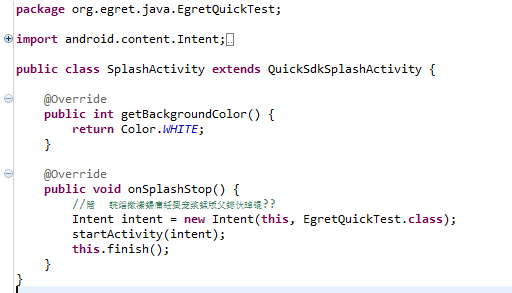 package org.egret.java.EgretQuickTest;
import android.content.Intent;
public class SplashActivity extends QuickSdkSplashActivity {
@Override
public int getBackgroundColor() {
return Color.WHITE;
}
@Override
public void onSplashStop() {
//??
Intent intent = new Intent(this, EgretQuickTest.class);
startActivity(intent);
this.finish();
}
}